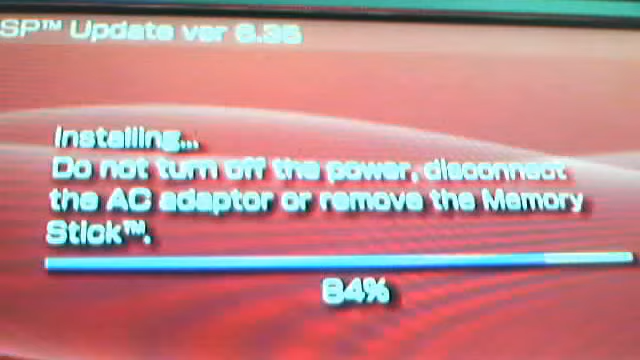 SP™ Update ver 6.35
Installing...
Do not turn off the power, disconnect
the AC adaptor or remove the Memory
Stick™.
84%